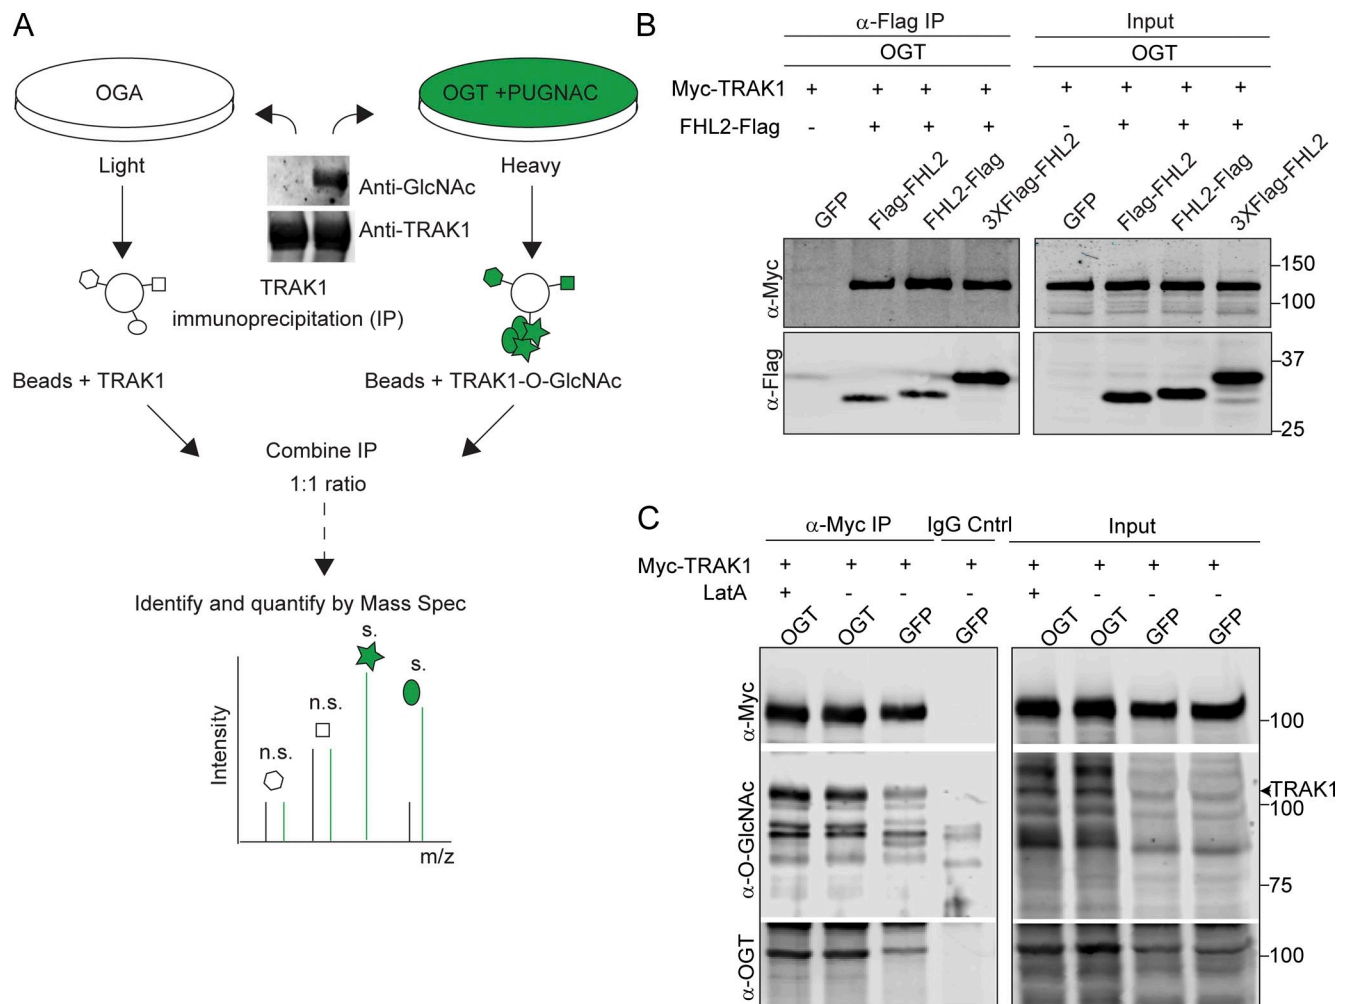 A
OGA
OGT +PUGNAC
Light
Heavy
Anti-GlcNAc
Anti-TRAK1
TRAK1
immunoprecipitation (IP)
Beads + TRAK1
Beads + TRAK1-O-GlcNAc
Combine IP
1:1 ratio
Identify and quantify by Mass Spec
s.
s.
n.s.
n.s.
Intensity
m/z
B
α-Flag IP
Input
OGT
OGT
Myc-TRAK1 + + + + + + + +
FHL2-Flag - + + + - + + +
GFP Flag-FHL2 FHL2-Flag 3XFlag-FHL2 GFP Flag-FHL2 FHL2-Flag 3XFlag-FHL2
α-Myc
150
100
α-Flag
37
25
C
α-Myc IP IgG Cntrl Input
Myc-TRAK1 + + + + + + + +
LatA + - - - + - - -
OGT OGT GFP GFP OGT OGT GFP GFP
α-Myc
100
α-O-GlcNAc
TRAK1
100
75
α-OGT
100